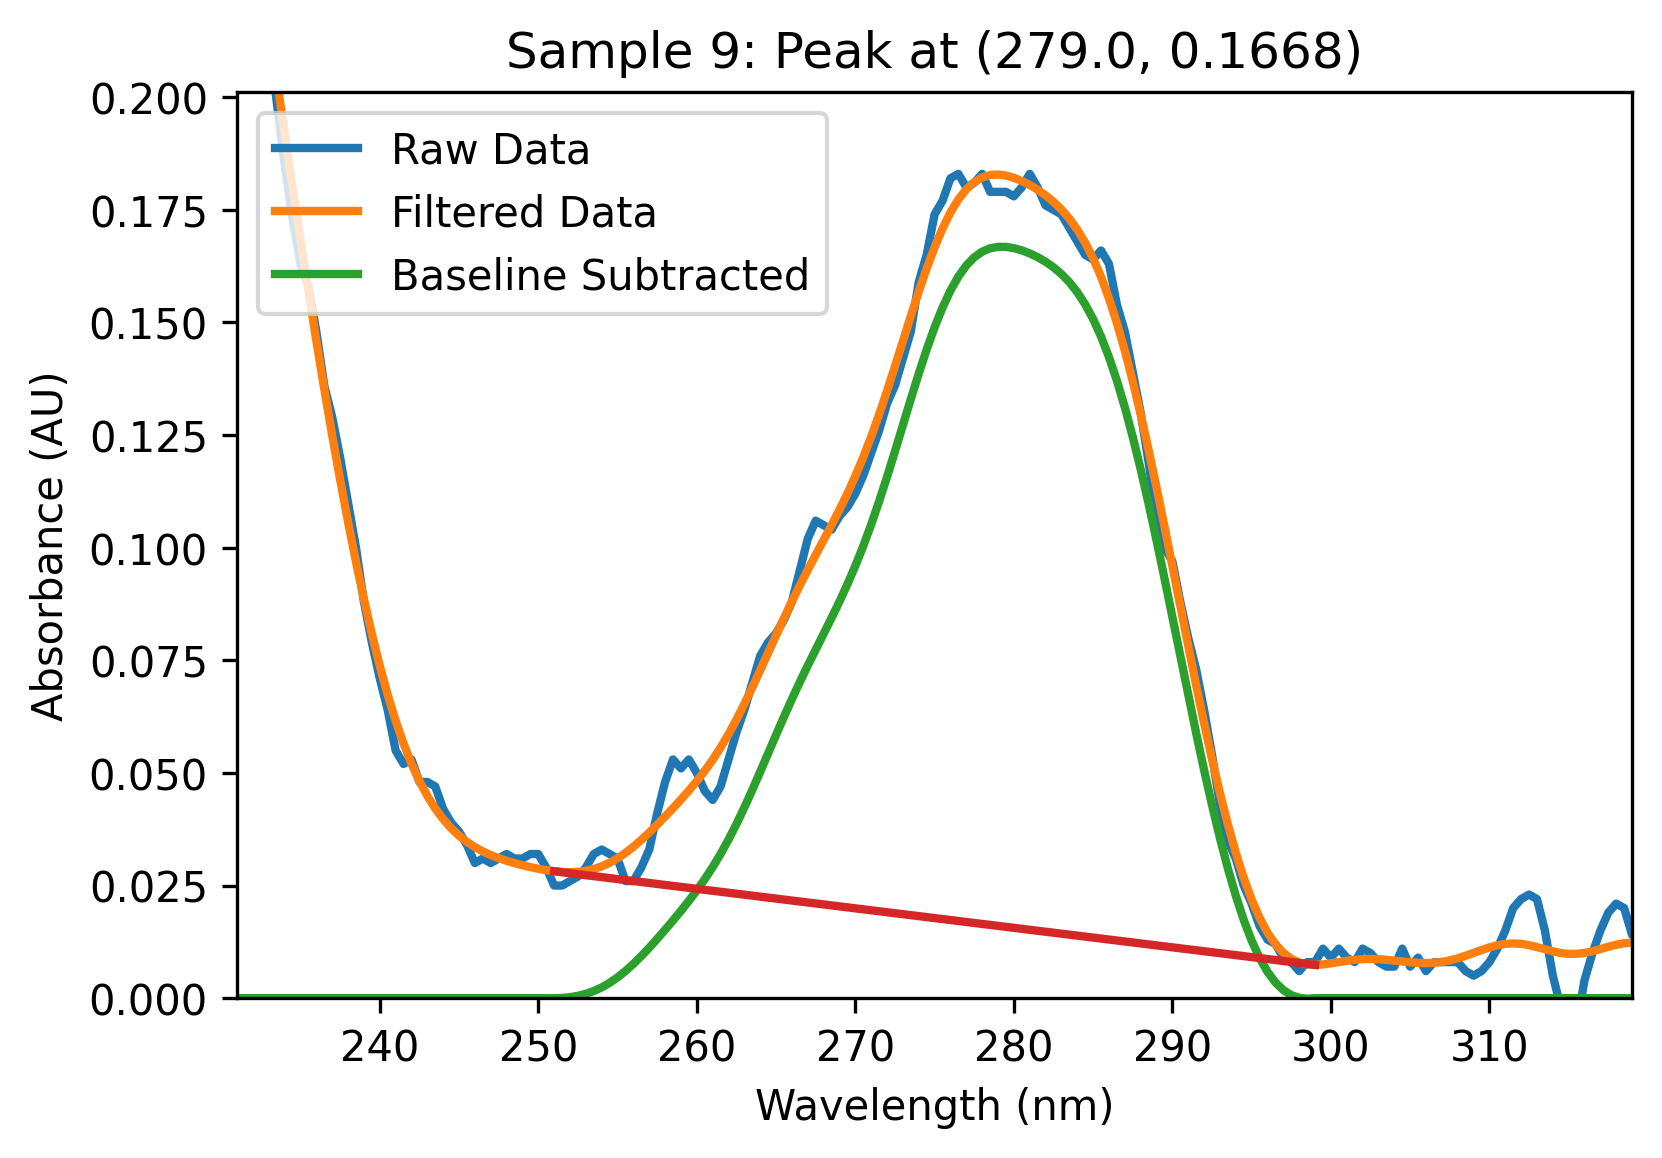 Sample 9: Peak at (279.0, 0.1668)
Raw Data
Filtered Data
Baseline Subtracted
0.200
0.175
0.150
0.125
0.100
0.075
0.050
0.025
0.000
Absorbance (AU)
240 250 260 270 280 290 300 310
Wavelength (nm)